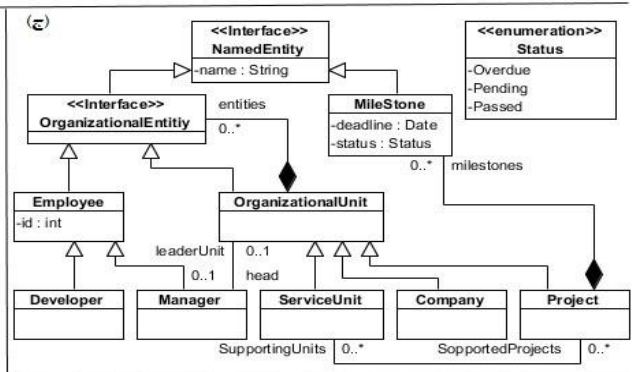 (ج)
<<Interface>>
NamedEntity
-name : String
<<enumeration>>
Status
-Overdue
-Pending
-Passed
<<Interface>>
OrganizationalEntitiy
entities
0..*
MileStone
-deadline : Date
-status : Status
0..* milestones
Employee
-id : int
OrganizationalUnit
leaderUnit 0..1
0..1 head
Developer
Manager
ServiceUnit
Company
Project
SupportingUnits 0..* SopportedProjects 0..*